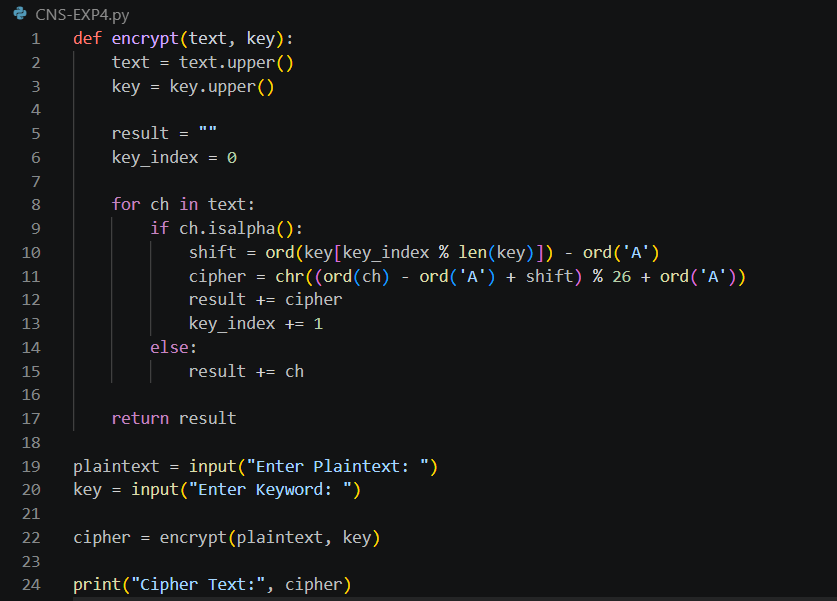 CNS-EXP4.py
1 def encrypt(text, key):
2     text = text.upper()
3     key = key.upper()
4
5     result = ""
6     key_index = 0
7
8     for ch in text:
9         if ch.isalpha():
10             shift = ord(key[key_index % len(key)]) - ord('A')
11             cipher = chr((ord(ch) - ord('A') + shift) % 26 + ord('A'))
12             result += cipher
13             key_index += 1
14         else:
15             result += ch
16
17     return result
18
19 plaintext = input("Enter Plaintext: ")
20 key = input("Enter Keyword: ")
21
22 cipher = encrypt(plaintext, key)
23
24 print("Cipher Text:", cipher)